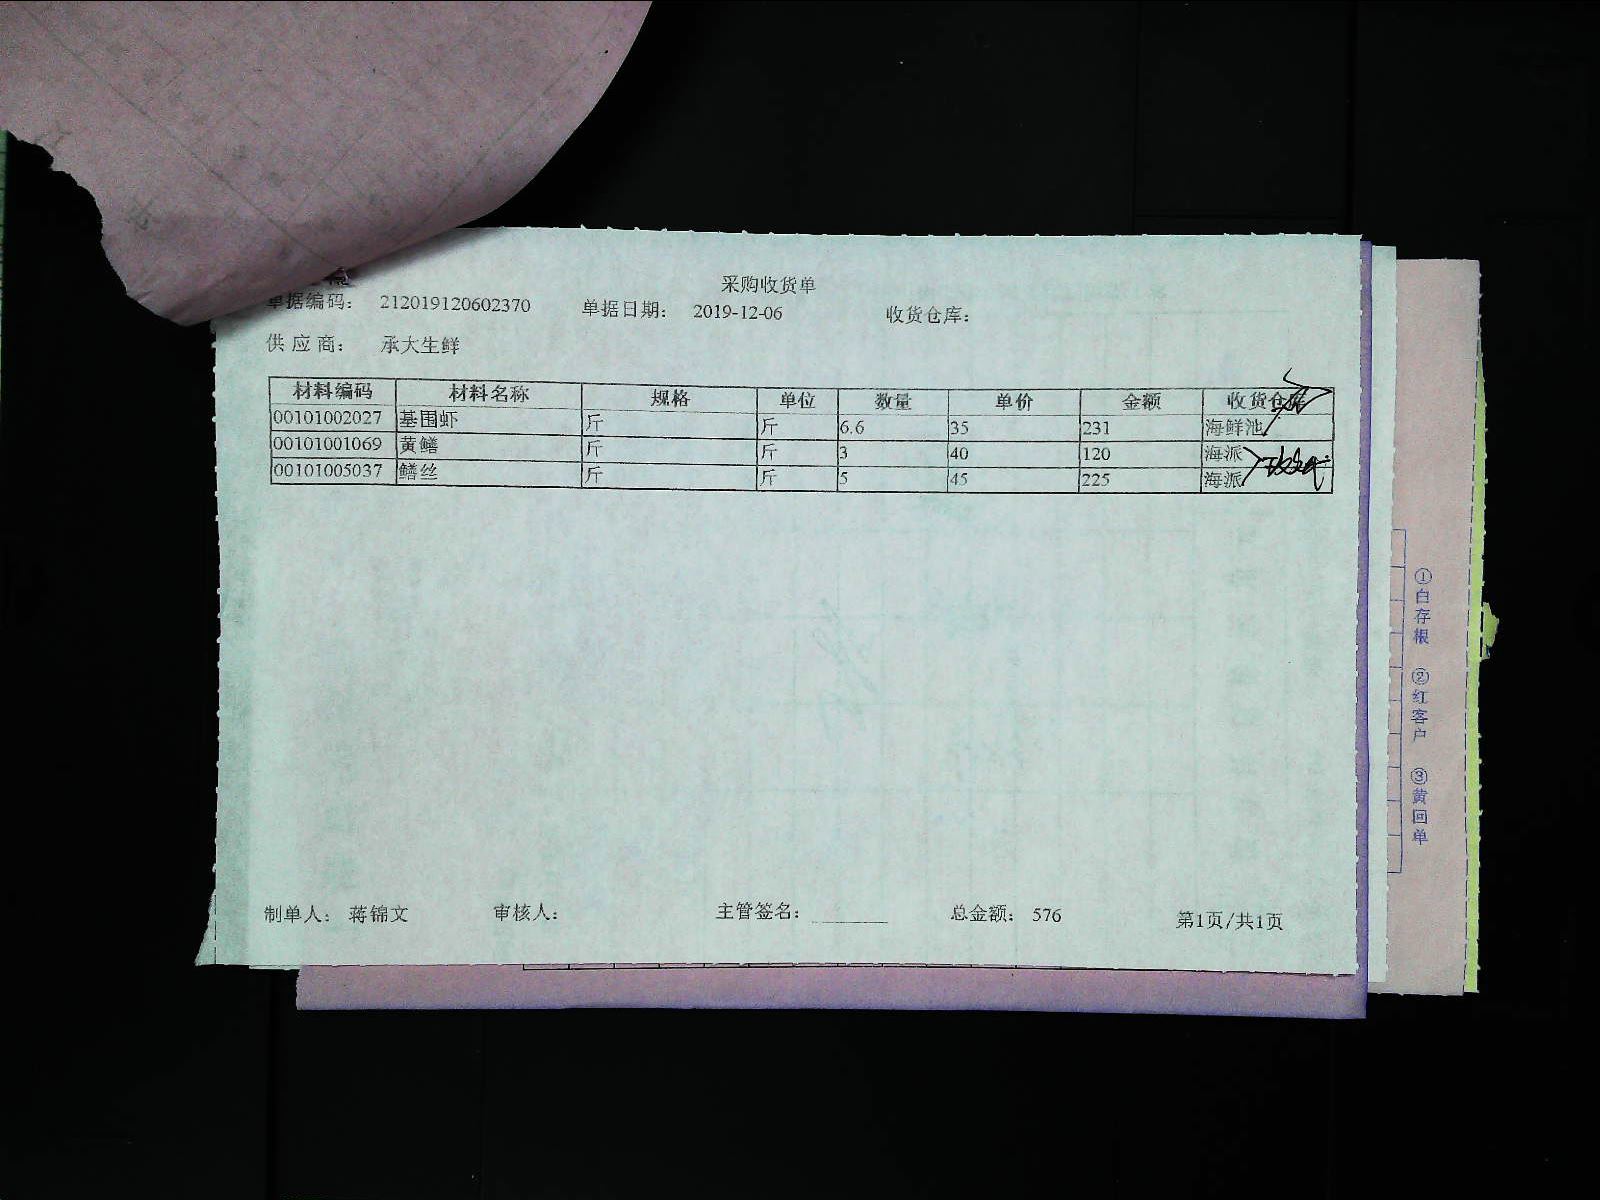 采购收货单
单据编码： 212019120602370 单据日期： 2019-12-06 收货仓库：
供应商： 承大生鲜
材料编码 材料名称 规格 单位 数量 单价 金额 收货仓库
00101002027 基围虾 斤 斤 6.6 35 231 海鲜池
00101001069 黄鳝 斤 斤 3 40 120 海派
00101005037 鳝丝 斤 斤 5 45 225 海派
制单人： 蒋锦文 审核人： 主管签名： 总金额： 576 第1页/共1页
①白存根 ②红客户 ③黄回单